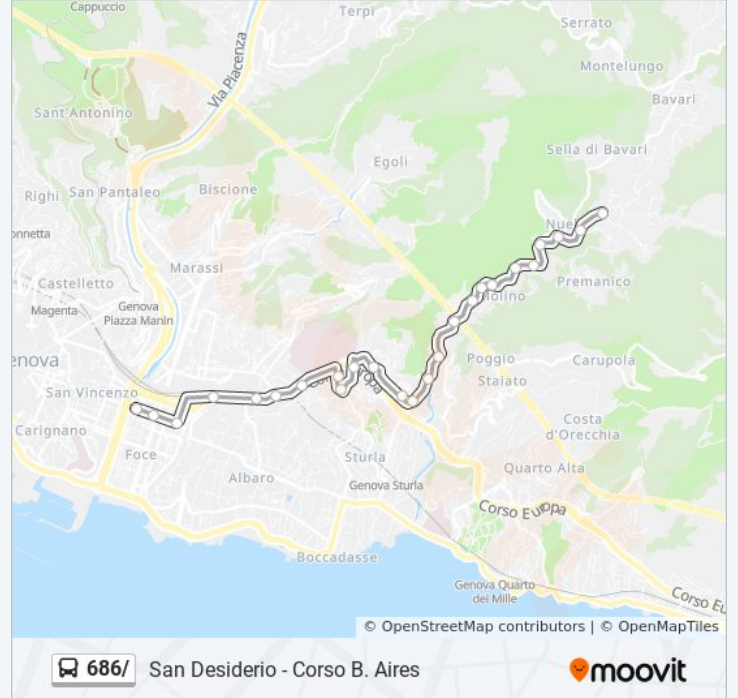 Cappuccio
Terpi
Serrato
Via Piacenza
Montelungo
Bavari
Sant'Antonino
Sella di Bavari
Egoli
Righi
San Pantaleo
Biscione
onnetta
Nue
Marassi
Castelletto
Premanico
Magenta
Genova
Piazza Manin
olino
enova
Poggio
Carupola
San Vincenzo
Staiato
Carignano
Costa
d'Orecchia
Foce
Sturla
Quarto Alta
Albaro
Genova Sturla
Corso Europa
Boccadasse
Genova Quarto
dei Mille
Corso Eu
© OpenStreetMap contributors | © OpenMapTiles
686/ San Desiderio - Corso B. Aires
moovit